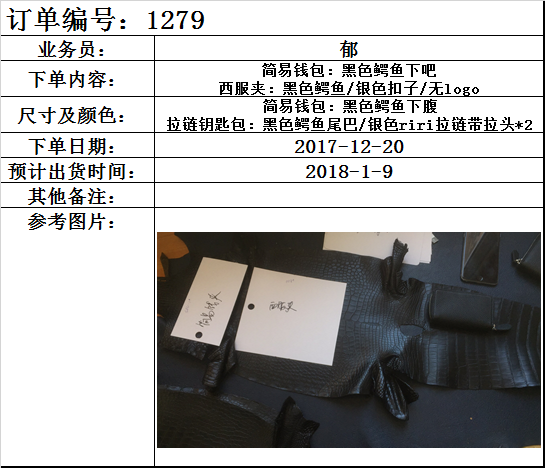 订单编号：1279
业务员： 郁
下单内容： 简易钱包：黑色鳄鱼下吧
西服夹：黑色鳄鱼/银色扣子/无logo
尺寸及颜色： 简易钱包：黑色鳄鱼下腹
拉链钥匙包：黑色鳄鱼尾巴/银色riri拉链带拉头*2
下单日期： 2017-12-20
预计出货时间： 2018-1-9
其他备注：
参考图片：
简易钱夹
西服夹